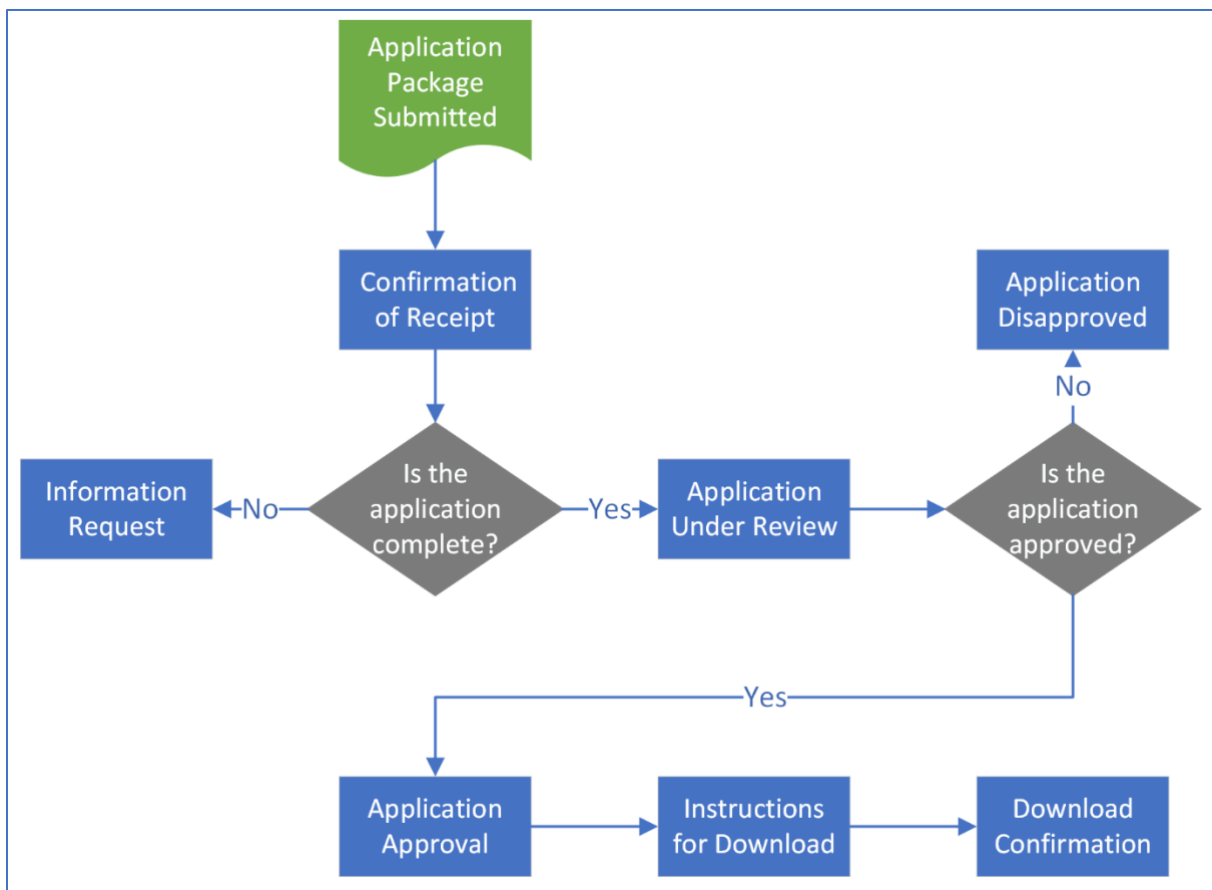 Application
Package
Submitted
Confirmation
of Receipt
Application
Disapproved
No
Information
Request
No
Is the
application
complete?
Yes
Application
Under Review
Is the
application
approved?
Yes
Application
Approval
Instructions
for Download
Download
Confirmation